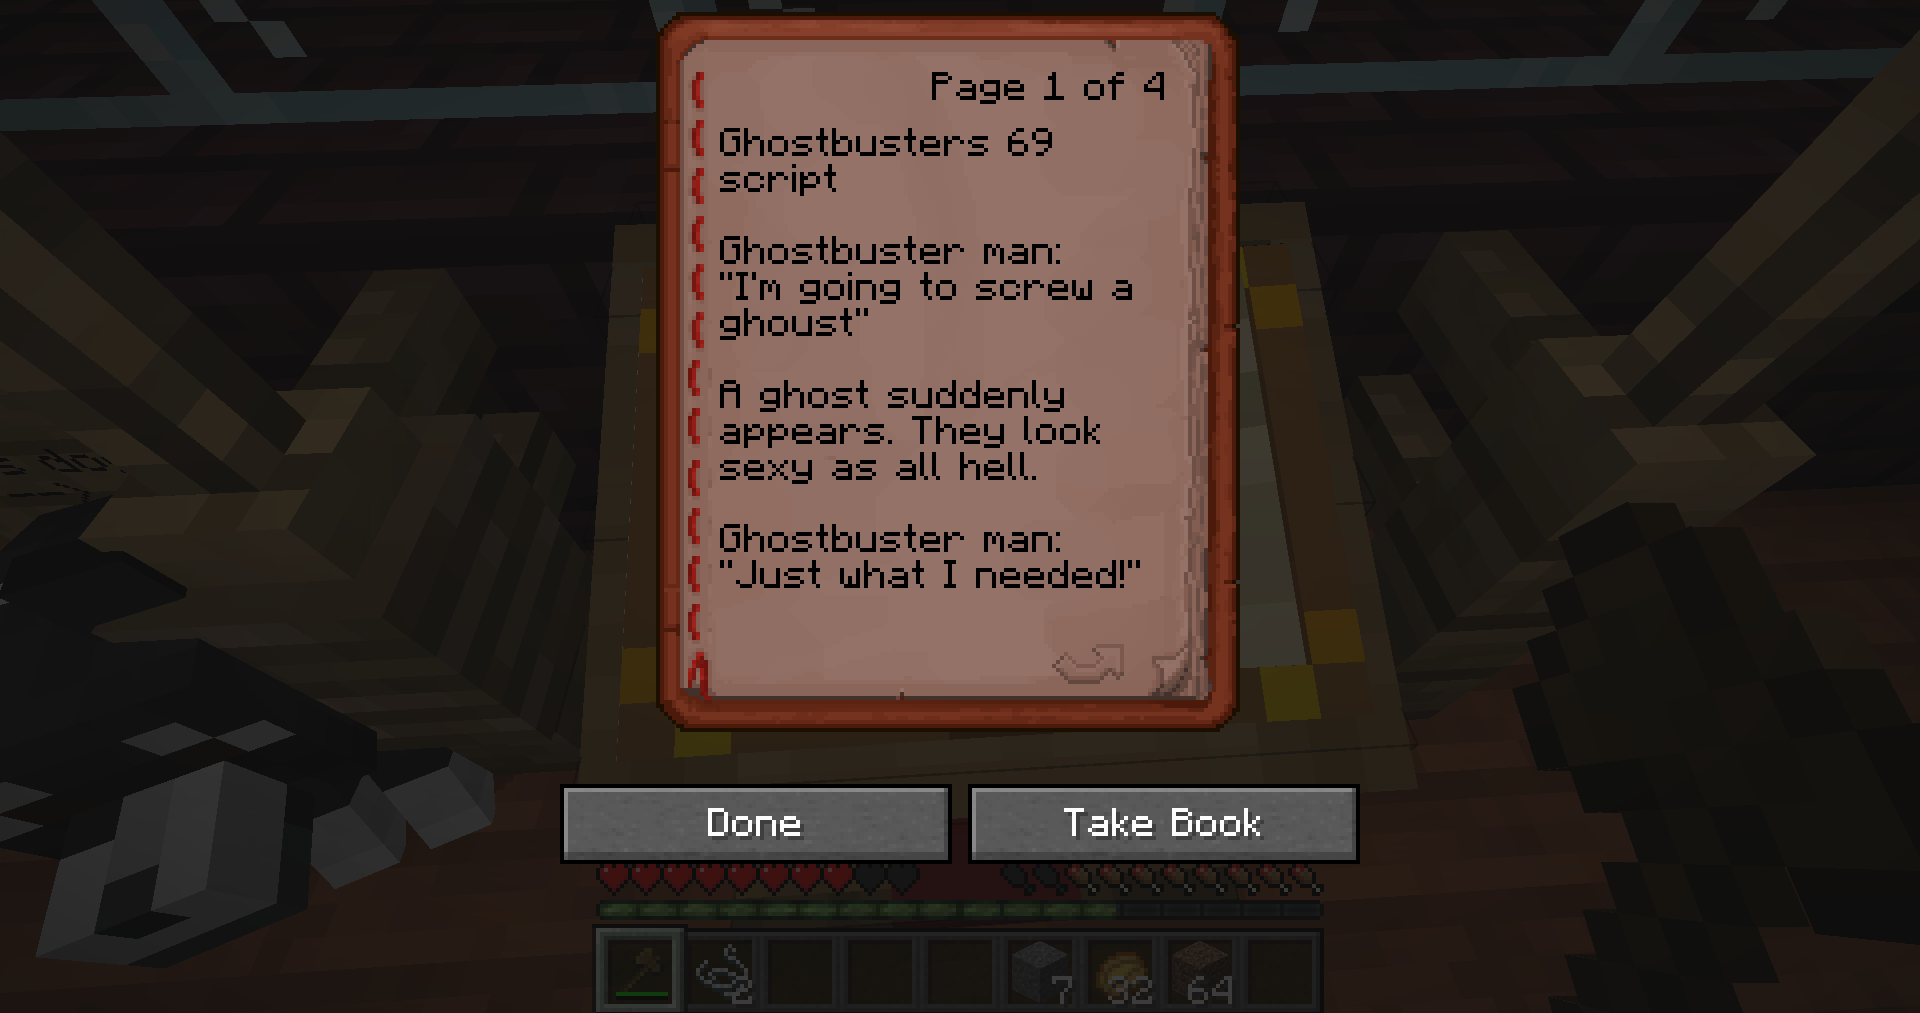 Page 1 of 4
Ghostbusters 69
script
Ghostbuster man:
"I'm going to screw a
ghoust"
A ghost suddenly
appears. They look
sexy as all hell.
Ghostbuster man:
"Just what I needed!"
Done
Take Book
2
7
32
64